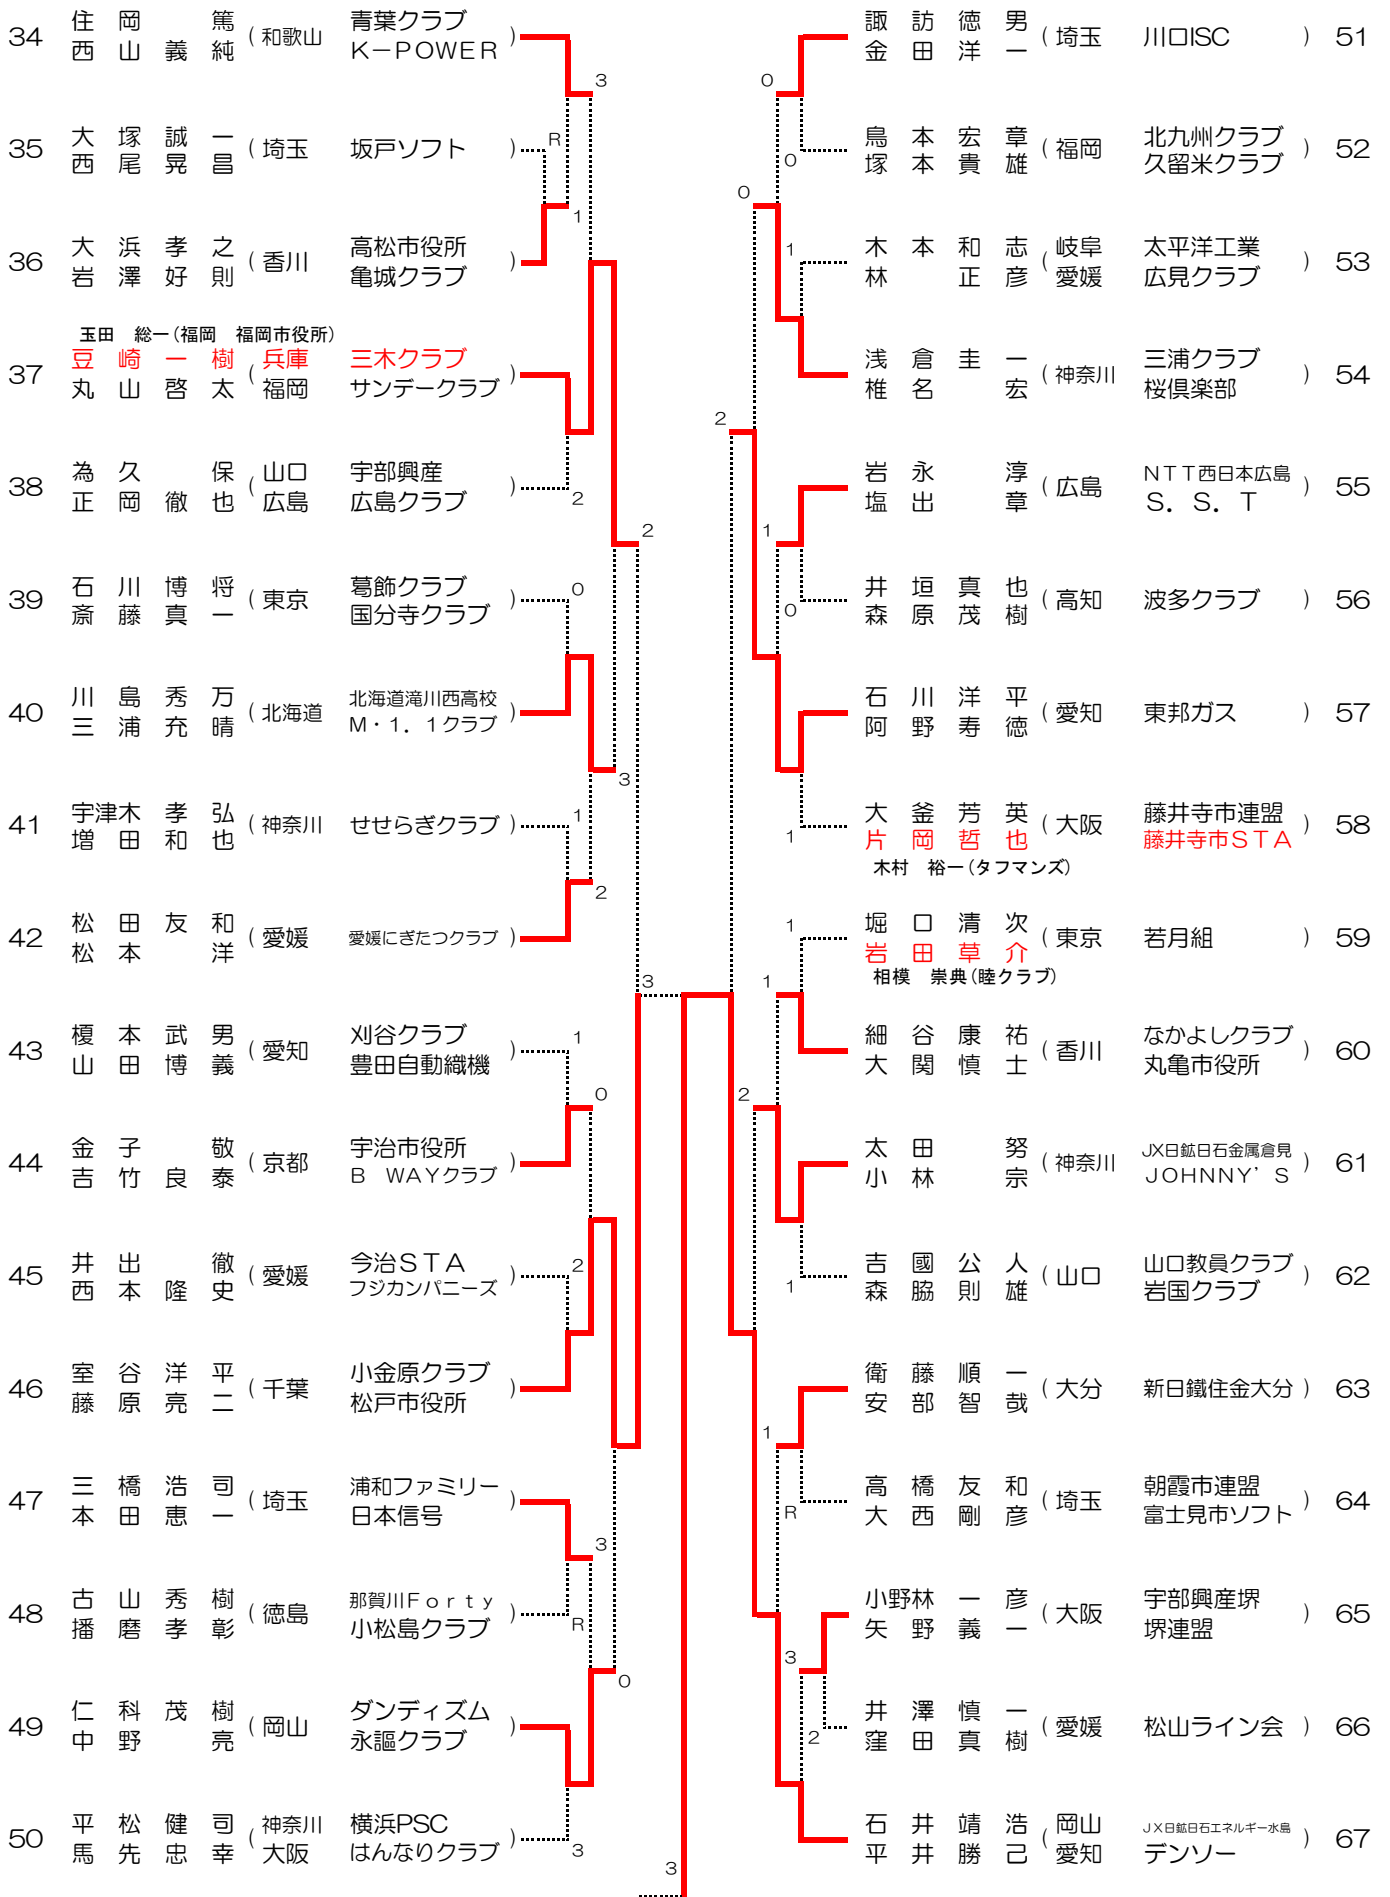 34 住岡 篤 西山義純 (和歌山 青葉クラブ K-POWER)
3
35 大塚誠一 西尾晃昌 (埼玉 坂戸ソフト)
R
1
36 大浜孝之 岩澤好則 (香川 高松市役所 亀城クラブ)
玉田 総一(福岡 福岡市役所)
37 豆崎一樹 丸山啓太 (兵庫 福岡 三木クラブ サンデークラブ)
38 為久 保 正岡徹也 (山口 広島 宇部興産 広島クラブ)
2
2
39 石川博将 斎藤真一 (東京 葛飾クラブ 国分寺クラブ)
0
40 川島秀万 三浦充晴 (北海道 北海道滝川西高校 M・1.1クラブ)
3
41 宇津木孝弘 増田和也 (神奈川 せせらぎクラブ)
1
2
42 松田友和 松本 洋 (愛媛 愛媛にぎたつクラブ)
3
43 榎本武男 山田博義 (愛知 刈谷クラブ 豊田自動織機)
1
0
44 金子 敬 吉竹良泰 (京都 宇治市役所 B WAYクラブ)
45 井出 徹 西本隆史 (愛媛 今治STA フジカンパニーズ)
2
46 室谷洋平 藤原亮二 (千葉 小金原クラブ 松戸市役所)
47 三橋浩司 本田恵一 (埼玉 浦和ファミリー 日本信号)
3
48 古山秀樹 播磨孝彰 (徳島 那賀川Forty 小松島クラブ)
R
0
49 仁科茂樹 中野 亮 (岡山 ダンディズム 永謳クラブ)
50 平松健司 馬先忠幸 (神奈川 大阪 横浜PSC はんなりクラブ)
3
3
諏訪徳男 金田洋一 (埼玉 川口ISC) 51
0
鳥本宏章 塚本貴雄 (福岡 北九州クラブ 久留米クラブ) 52
0
0
木本和志 林 正彦 (岐阜 愛媛 太平洋工業 広見クラブ) 53
1
浅倉圭一 椎名 宏 (神奈川 三浦クラブ 桜倶楽部) 54
2
岩永 淳 塩出 章 (広島 NTT西日本広島 S.S.T) 55
1
井垣真也 森原茂樹 (高知 波多クラブ) 56
0
石川洋平 阿野寿徳 (愛知 東邦ガス) 57
大釜芳英 片岡哲也 (大阪 藤井寺市連盟 藤井寺市STA) 58
1
木村 裕一(タフマンズ)
堀口清次 岩田草介 (東京 若月組) 59
1
相模 崇典(睦クラブ)
1
細谷康祐 大関慎士 (香川 なかよしクラブ 丸亀市役所) 60
2
太田 努 小林 宗 (神奈川 JX日鉱日石金属倉見 JOHNNY'S) 61
吉國公人 森脇則雄 (山口 山口教員クラブ 岩国クラブ) 62
1
衛藤順一 安部智哉 (大分 新日鐵住金大分) 63
1
高橋友和 大西剛彦 (埼玉 朝霞市連盟 富士見市ソフト) 64
R
小野林一彦 矢野義一 (大阪 宇部興産堺 堺連盟) 65
3
井澤慎一 窪田真樹 (愛媛 松山ライン会) 66
2
石井靖浩 平井勝己 (岡山 愛知 JX日鉱日石エネルギー水島 デンソー) 67